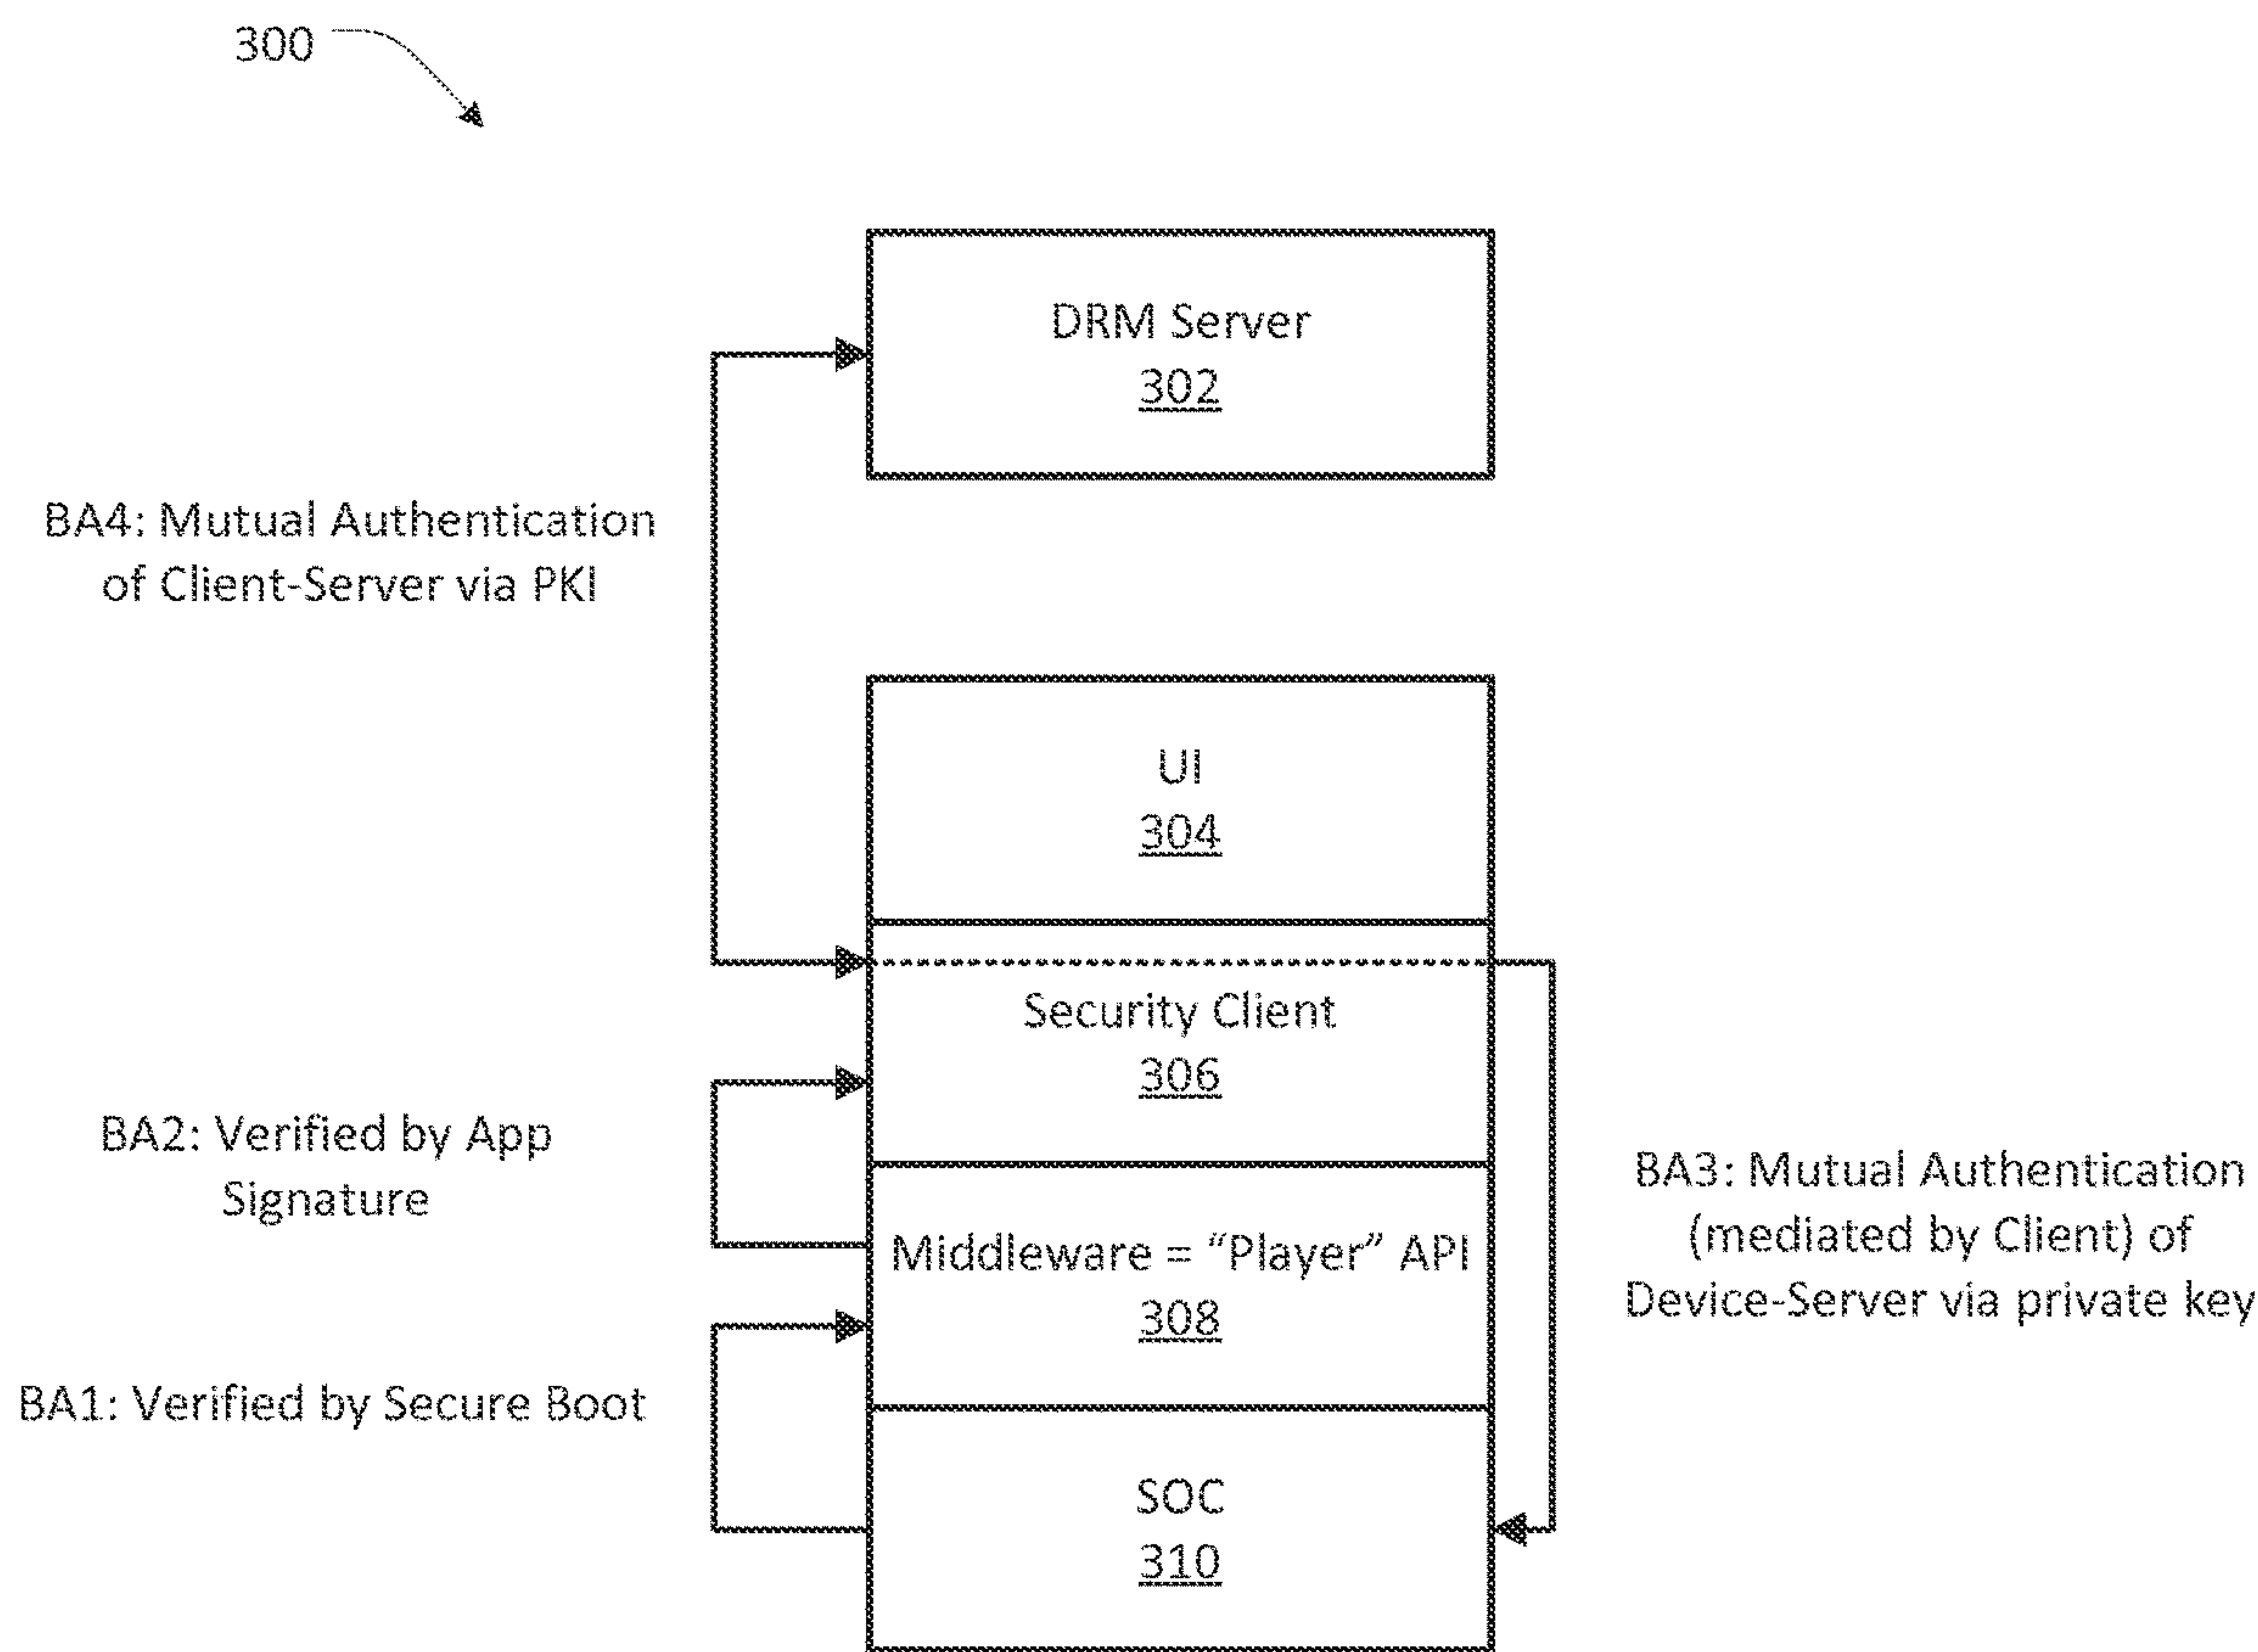 300
DRM Server
302
BA4: Mutual Authentication
of Client-Server via PKI
UI
304
Security Client
306
BA2: Verified by App
Signature
BA3: Mutual Authentication
(mediated by Client) of
Device-Server via private key
Middleware = “Player” API
308
BA1: Verified by Secure Boot
SOC
310